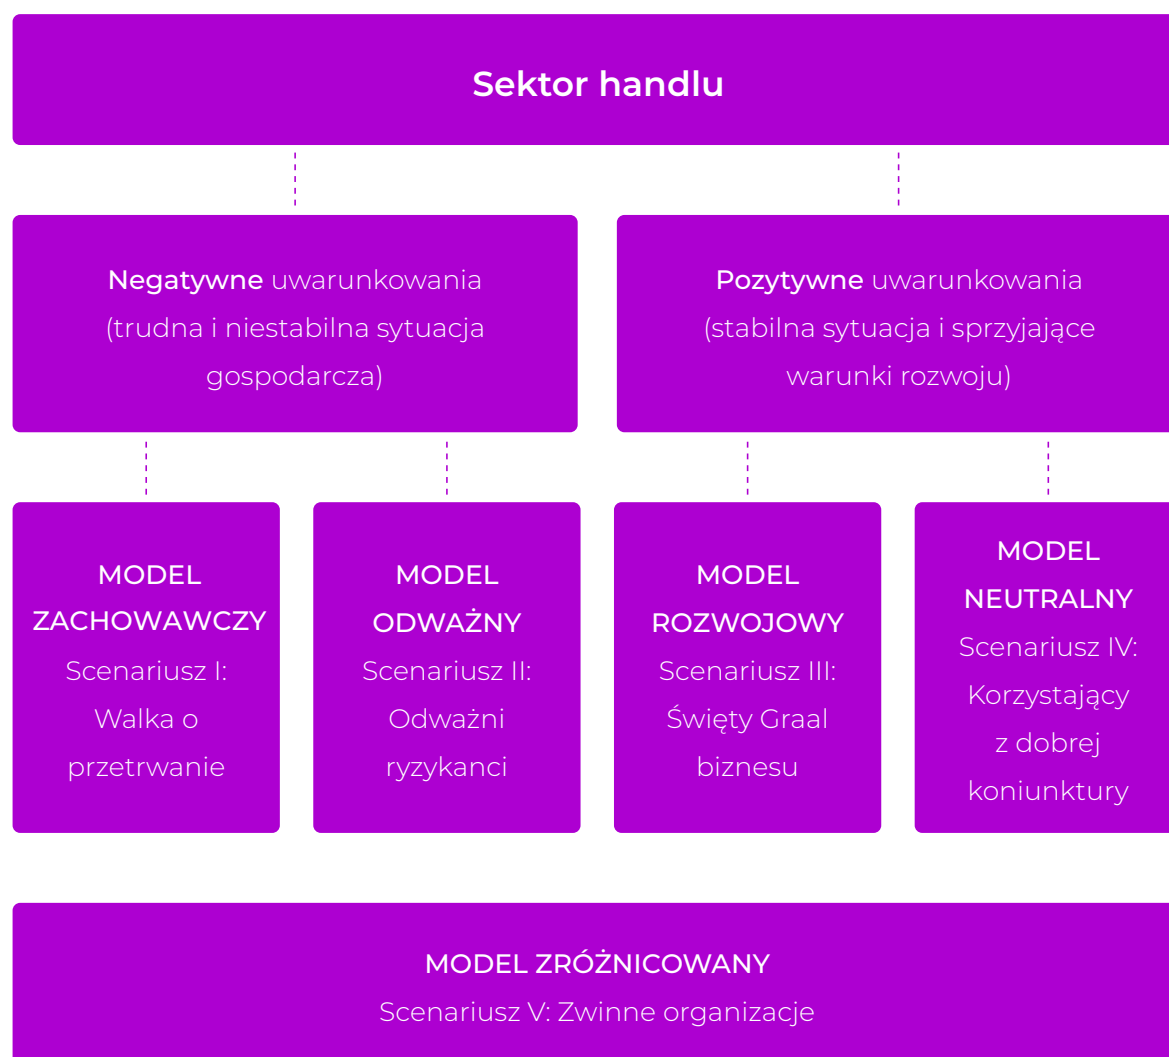 Sektor handlu
Negatywne uwarunkowania
(trudna i niestabilna sytuacja
gospodarcza)
Pozytywne uwarunkowania
(stabilna sytuacja i sprzyjające
warunki rozwoju)
MODEL
ZACHOWAWCZY
Scenariusz I:
Walka o
przetrwanie
MODEL
ODWAŻNY
Scenariusz II:
Odważni
ryzykanci
MODEL
ROZWOJOWY
Scenariusz III:
Święty Graal
biznesu
MODEL
NEUTRALNY
Scenariusz IV:
Korzystający
z dobrej
koniunktury
MODEL ZRÓŻNICOWANY
Scenariusz V: Zwinne organizacje